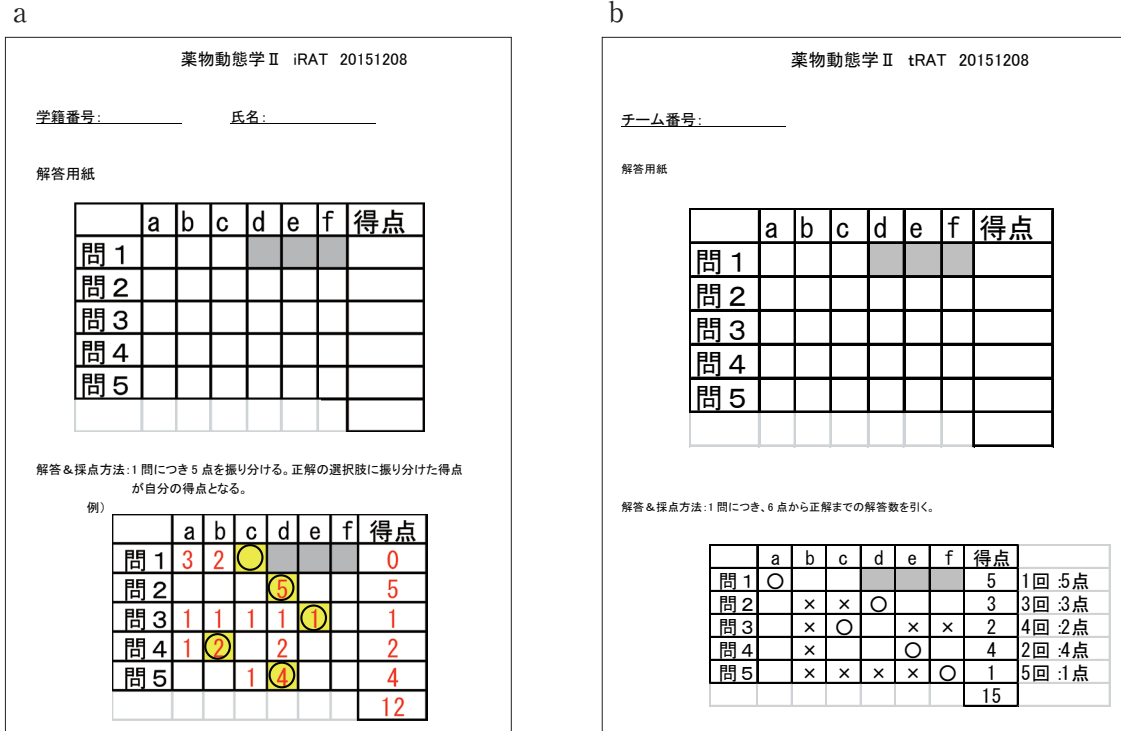 a
薬物動態学Ⅱ iRAT 20151208
学籍番号: 氏名:
解答用紙
a b c d e f 得点
問1
問2
問3
問4
問5
解答&採点方法:1問につき5点を振り分ける。正解の選択肢に振り分けた得点
が自分の得点となる。
例)
a b c d e f 得点
問1 3 2 ○ 0
問2 5 5
問3 1 1 1 1 1 1
問4 1 2 2 2
問5 1 4 4
12
b
薬物動態学Ⅱ tRAT 20151208
チーム番号:
解答用紙
a b c d e f 得点
問1
問2
問3
問4
問5
解答&採点方法:1問につき、6点から正解までの解答数を引く。
a b c d e f 得点
問1 ○ 5 1回:5点
問2 × × ○ 3 3回:3点
問3 × ○ × × 2 4回:2点
問4 × ○ 4 2回:4点
問5 × × × × ○ 1 5回:1点
15